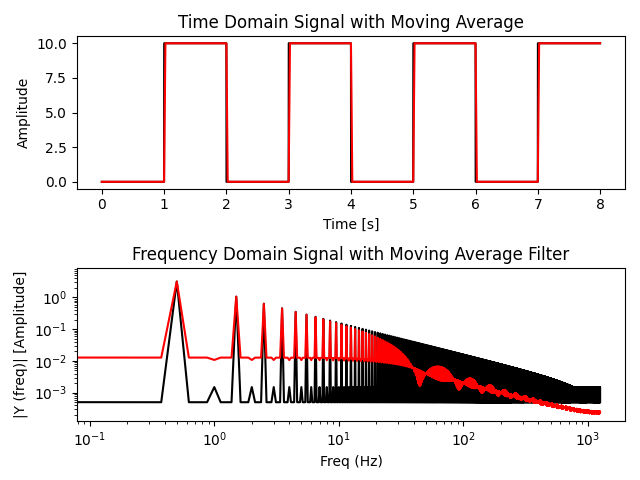 Time Domain Signal with Moving Average
Amplitude
10.0
7.5
5.0
2.5
0.0
0 1 2 3 4 5 6 7 8
Time [s]
Frequency Domain Signal with Moving Average Filter
|Y (freq)| [Amplitude]
10⁰
10⁻¹
10⁻²
10⁻³
10⁻¹ 10⁰ 10¹ 10² 10³
Freq (Hz)